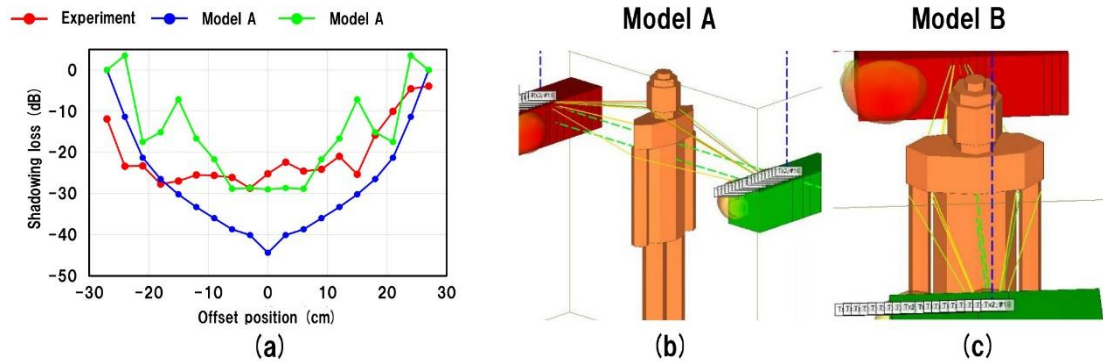 Experiment Model A Model A
Shadowing loss (dB)
0
-10
-20
-30
-40
-50
-30 -20 -10 0 10 20 30
Offset position (cm)
(a)
Model A
(b)
Model B
(c)